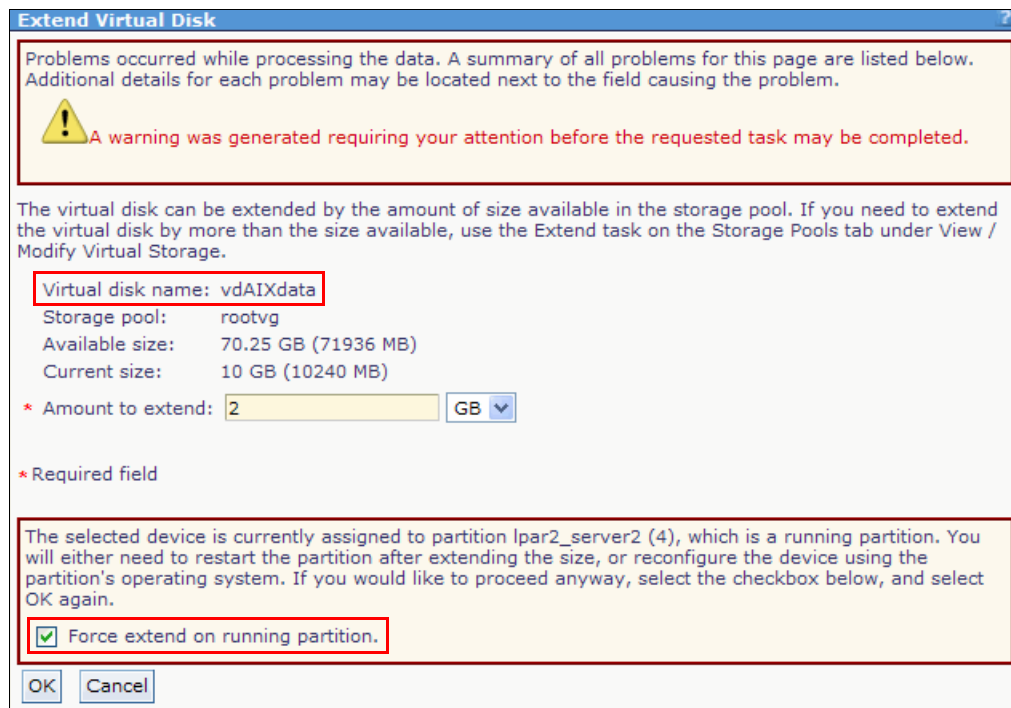 Extend Virtual Disk ?
Problems occurred while processing the data. A summary of all problems for this page are listed below.
Additional details for each problem may be located next to the field causing the problem.
A warning was generated requiring your attention before the requested task may be completed.
The virtual disk can be extended by the amount of size available in the storage pool. If you need to extend
the virtual disk by more than the size available, use the Extend task on the Storage Pools tab under View /
Modify Virtual Storage.
Virtual disk name: vdAIXdata
Storage pool: rootvg
Available size: 70.25 GB (71936 MB)
Current size: 10 GB (10240 MB)
* Amount to extend: 2 GB
* Required field
The selected device is currently assigned to partition lpar2_server2 (4), which is a running partition. You
will either need to restart the partition after extending the size, or reconfigure the device using the
partition's operating system. If you would like to proceed anyway, select the checkbox below, and select
OK again.
Force extend on running partition.
OK Cancel